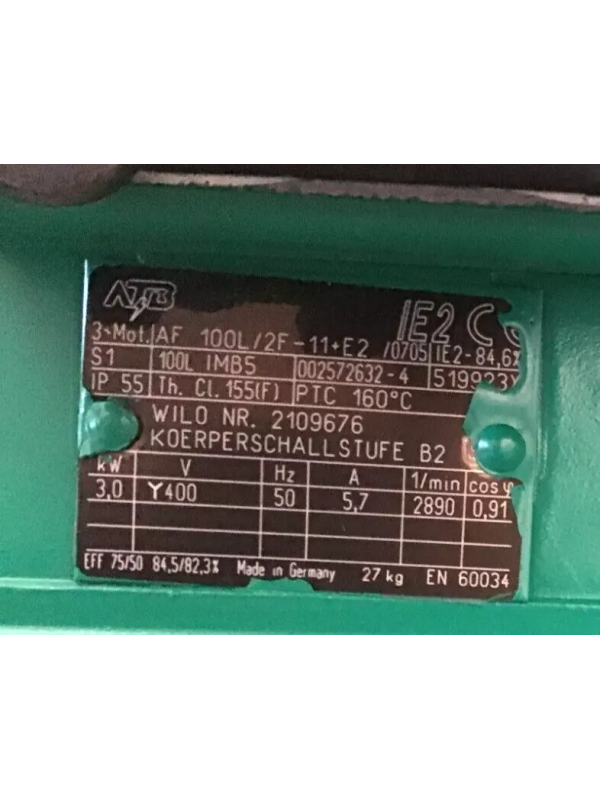 ATB
IE2 C
3~Mot. AF 100L/2F-11+E2 /0705 IE2-84,6%
S1 100L IMB5 002572632-4
IP 55 Th. Cl. 155(F) PTC 160°C
WILO NR. 2109676
KOERPERSCHALLSTUFE B2
kW V Hz A 1/min cos φ
3,0 Y400 50 5,7 2890 0,91
EFF 75/50 84,5/82,3% Made in Germany 27 kg EN 60034